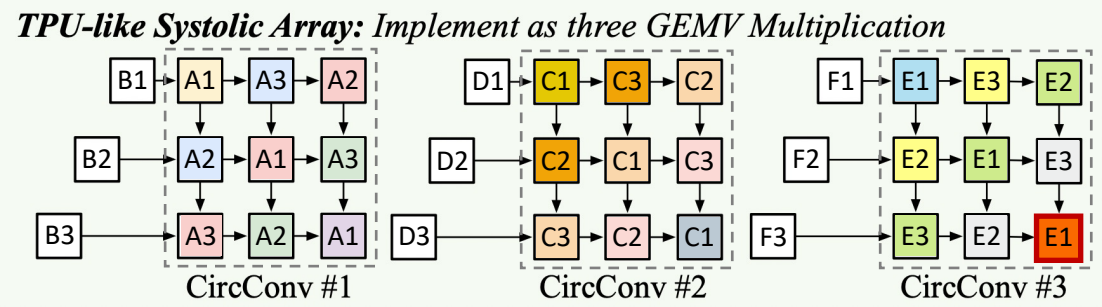 TPU-like Systolic Array: Implement as three GEMV Multiplication
B1 A1 A3 A2 D1 C1 C3 C2 F1 E1 E3 E2
B2 A2 A1 A3 D2 C2 C1 C3 F2 E2 E1 E3
B3 A3 A2 A1 D3 C3 C2 C1 F3 E3 E2 E1
CircConv #1 CircConv #2 CircConv #3